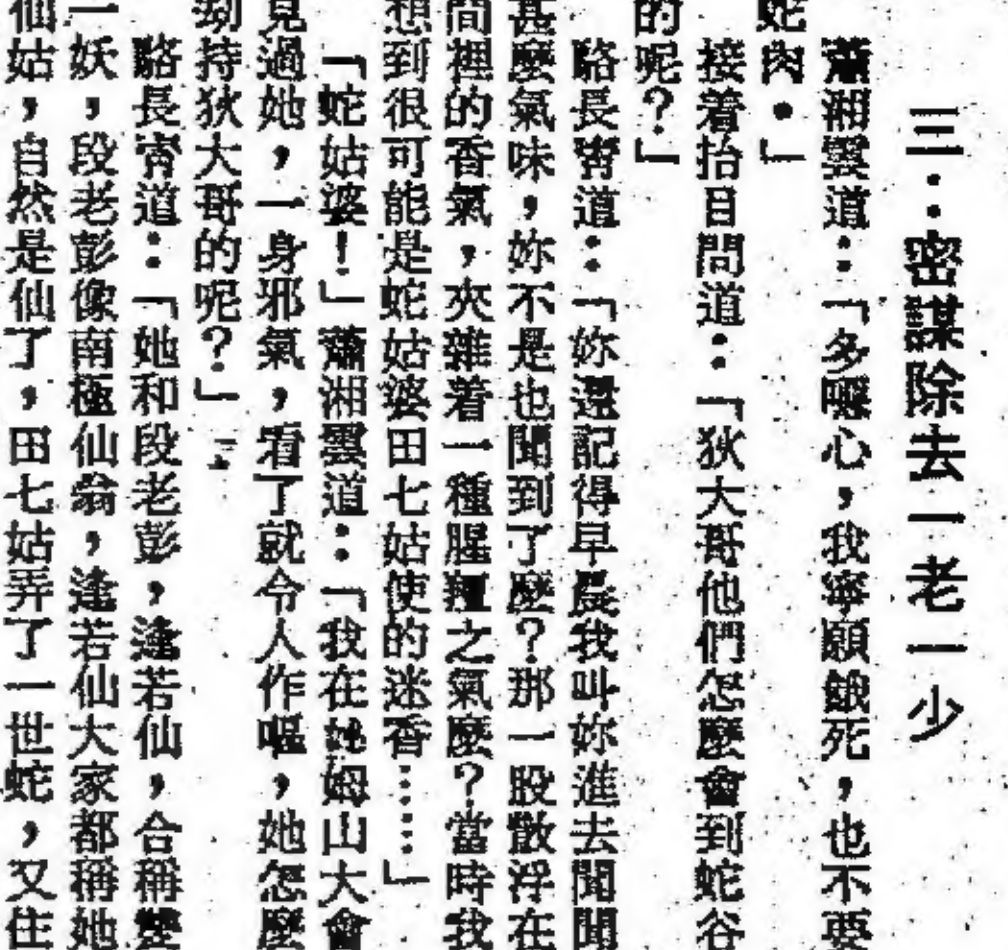 三：密謀除去一老一少
蕭湘雲道：「多噁心，我寧願餓死，也不要
蛇肉。」
接着抬目問道：「狄大哥他們怎麼會到蛇谷
的呢？」
駱長寄道：「妳還記得早晨我叫妳進去聞聞
甚麼氣味，妳不是也聞到了麼？那一股散浮在
間裡的香氣，夾雜着一種腥羶之氣麼？當時我
想到很可能是蛇姑婆田七姑使的迷香……」
「蛇姑婆！」蕭湘雲道：「我在她姆山大會
見過她，一身邪氣，看了就令人作嘔，她怎麼
劫持狄大哥的呢？」
駱長寄道：「她和段老彭，逢若仙，合稱雙
一妖，段老彭像南極仙翁，逢若仙大家都稱她
仙姑，自然是仙了，田七姑弄了一世蛇，又住